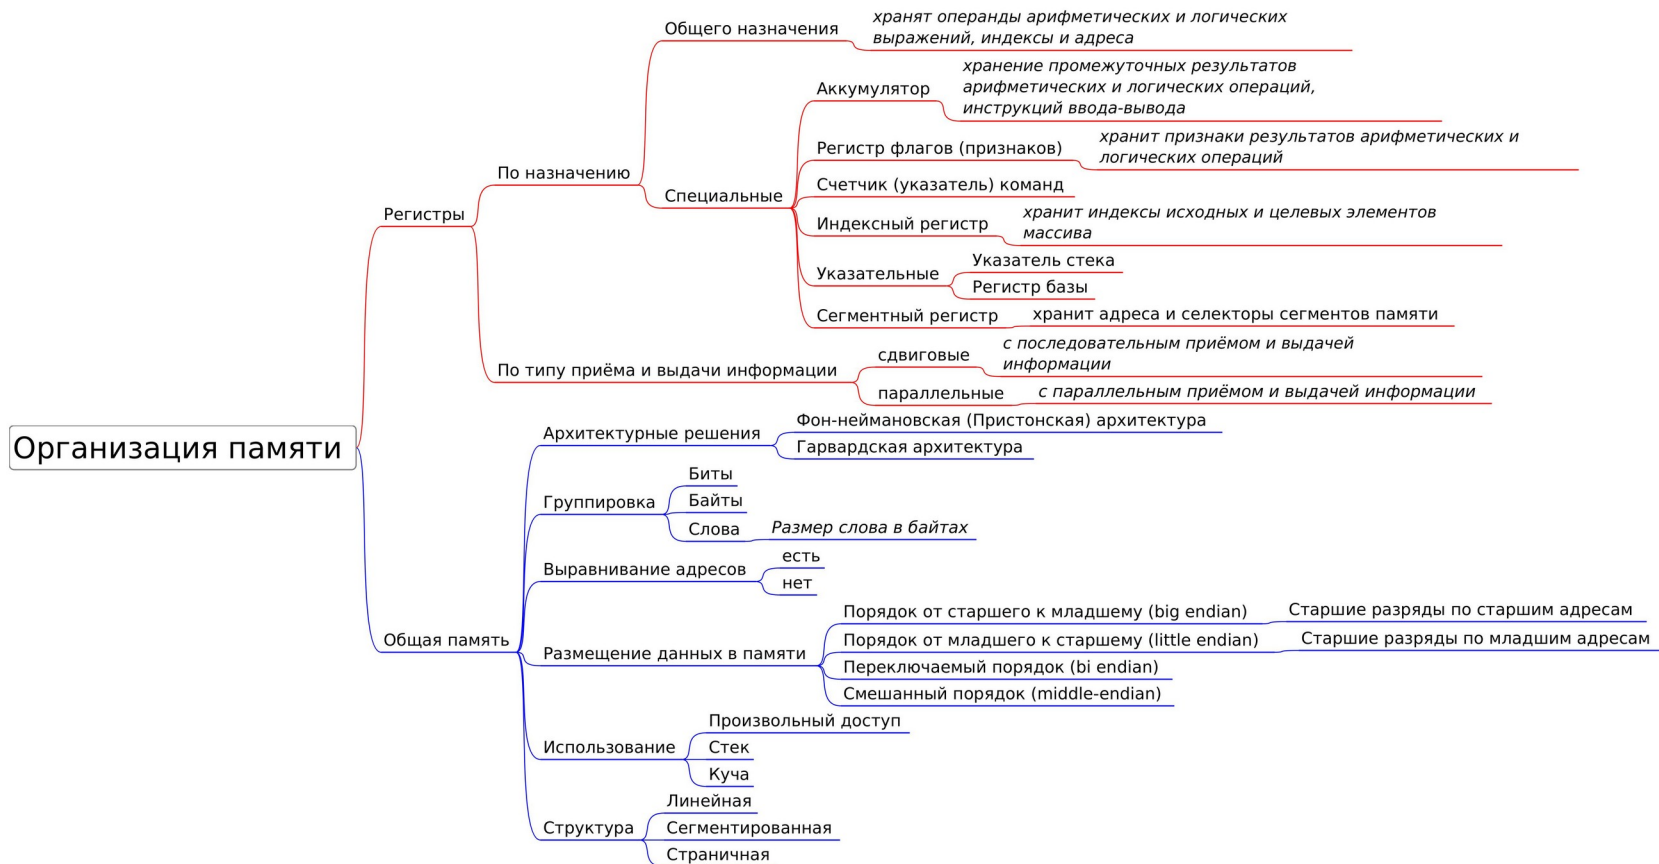 Организация памяти
Регистры
По назначению
Общего назначения
хранят операнды арифметических и логических
выражений, индексы и адреса
Специальные
Аккумулятор
хранение промежуточных результатов
арифметических и логических операций,
инструкций ввода-вывода
Регистр флагов (признаков)
хранит признаки результатов арифметических и
логических операций
Счетчик (указатель) команд
Индексный регистр
хранит индексы исходных и целевых элементов
массива
Указательные
Указатель стека
Регистр базы
Сегментный регистр
хранит адреса и селекторы сегментов памяти
По типу приёма и выдачи информации
сдвиговые
с последовательным приёмом и выдачей
информации
параллельные
с параллельным приёмом и выдачей информации
Общая память
Архитектурные решения
Фон-неймановская (Пристонская) архитектура
Гарвардская архитектура
Группировка
Биты
Байты
Слова
Размер слова в байтах
Выравнивание адресов
есть
нет
Размещение данных в памяти
Порядок от старшего к младшему (big endian)
Старшие разряды по старшим адресам
Порядок от младшего к старшему (little endian)
Старшие разряды по младшим адресам
Переключаемый порядок (bi endian)
Смешанный порядок (middle-endian)
Использование
Произвольный доступ
Стек
Куча
Структура
Линейная
Сегментированная
Страничная